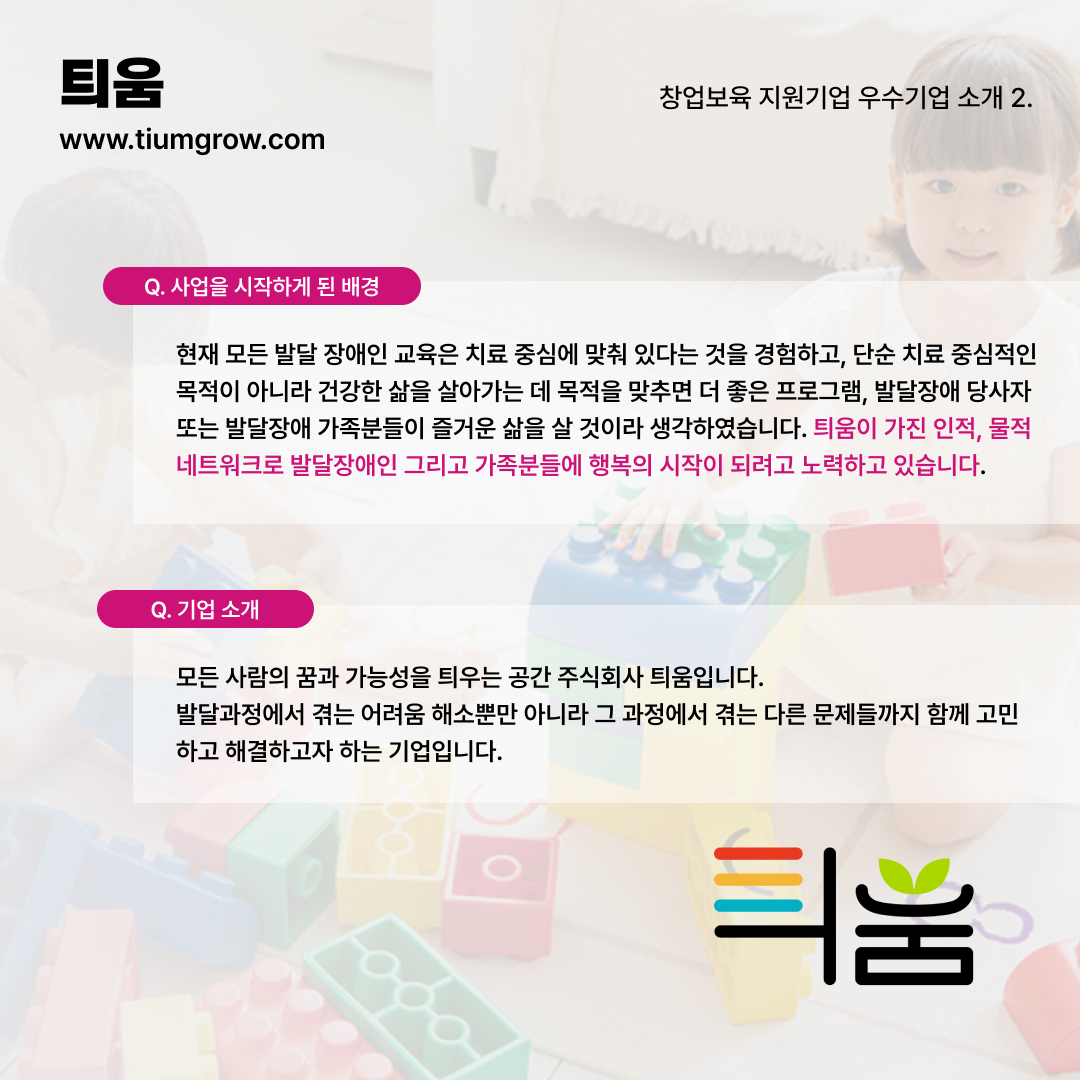 틔움
www.tiumgrow.com
창업보육 지원기업 우수기업 소개 2.
Q. 사업을 시작하게 된 배경
현재 모든 발달 장애인 교육은 치료 중심에 맞춰 있다는 것을 경험하고, 단순 치료 중심적인
목적이 아니라 건강한 삶을 살아가는 데 목적을 맞추면 더 좋은 프로그램, 발달장애 당사자
또는 발달장애 가족분들이 즐거운 삶을 살 것이라 생각하였습니다. 틔움이 가진 인적, 물적
네트워크로 발달장애인 그리고 가족분들에 행복의 시작이 되려고 노력하고 있습니다.
Q. 기업 소개
모든 사람의 꿈과 가능성을 틔우는 공간 주식회사 틔움입니다.
발달과정에서 겪는 어려움 해소뿐만 아니라 그 과정에서 겪는 다른 문제들까지 함께 고민
하고 해결하고자 하는 기업입니다.
틔움